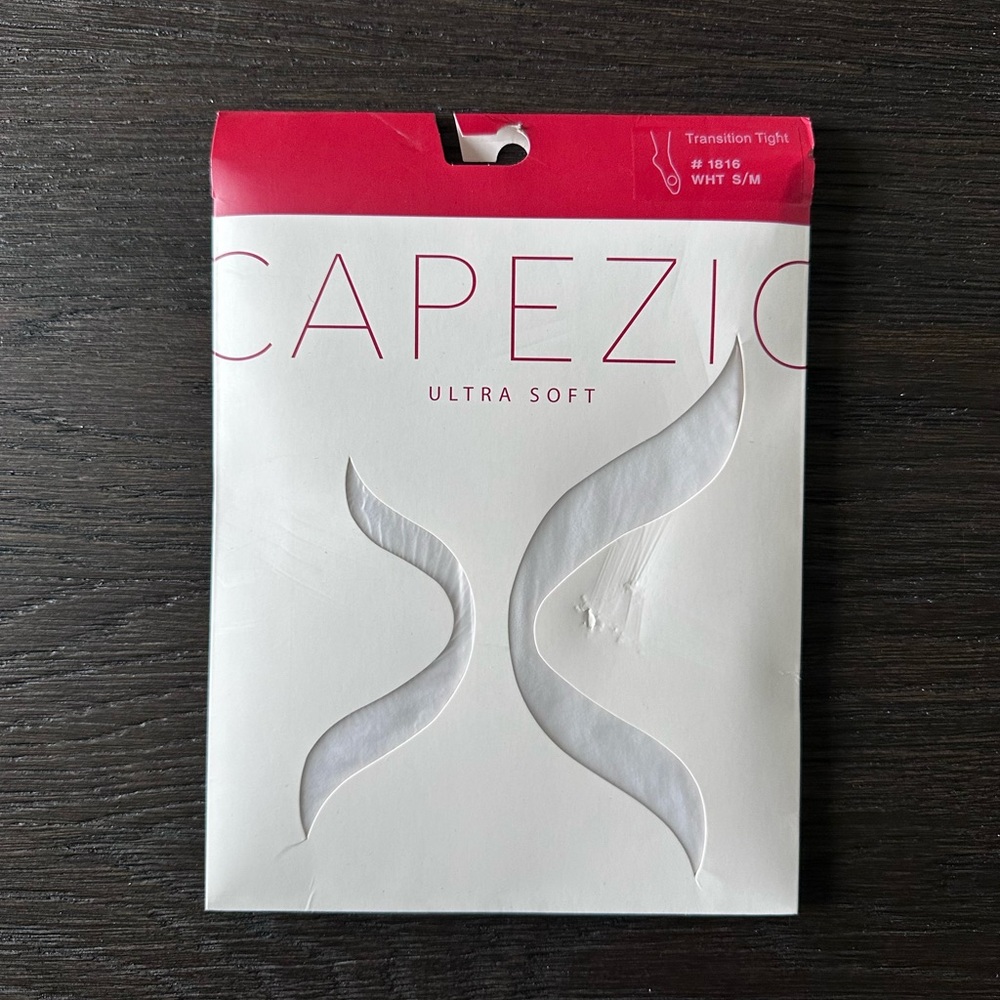 Transition Tight
# 1816
WHT S/M
CAPEZIO
ULTRA SOFT